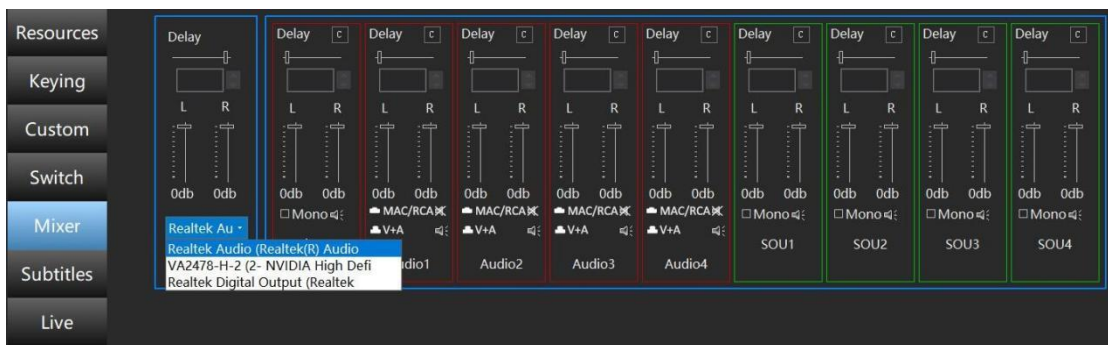 Resources
Keying
Custom
Switch
Mixer
Subtitles
Live
Delay
L R
0db 0db
Realtek Au
Realtek Audio (Realtek(R) Audio
VA2478-H-2 (2- NVIDIA High Defi
Realtek Digital Output (Realtek
Delay C
L R
0db 0db
Mono
Delay C
L R
0db 0db
MAC/RCA
V+A
dio1
Delay C
L R
0db 0db
MAC/RCA
V+A
Audio2
Delay C
L R
0db 0db
MAC/RCA
V+A
Audio3
Delay C
L R
0db 0db
MAC/RCA
V+A
Audio4
Delay C
L R
0db 0db
Mono
SOU1
Delay C
L R
0db 0db
Mono
SOU2
Delay C
L R
0db 0db
Mono
SOU3
Delay C
L R
0db 0db
Mono
SOU4